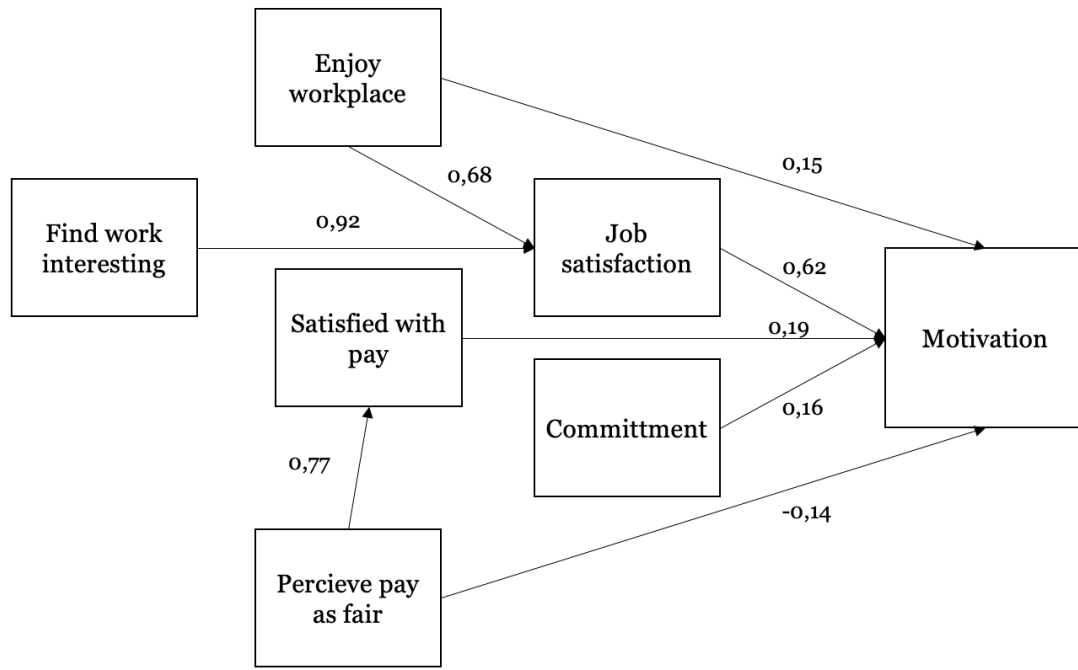 Enjoy
workplace
0,15
0,68
Find work
interesting
0,92
Job
satisfaction
0,62
Satisfied with
pay
0,19
Motivation
Committment
0,16
0,77
-0,14
Percieve pay
as fair